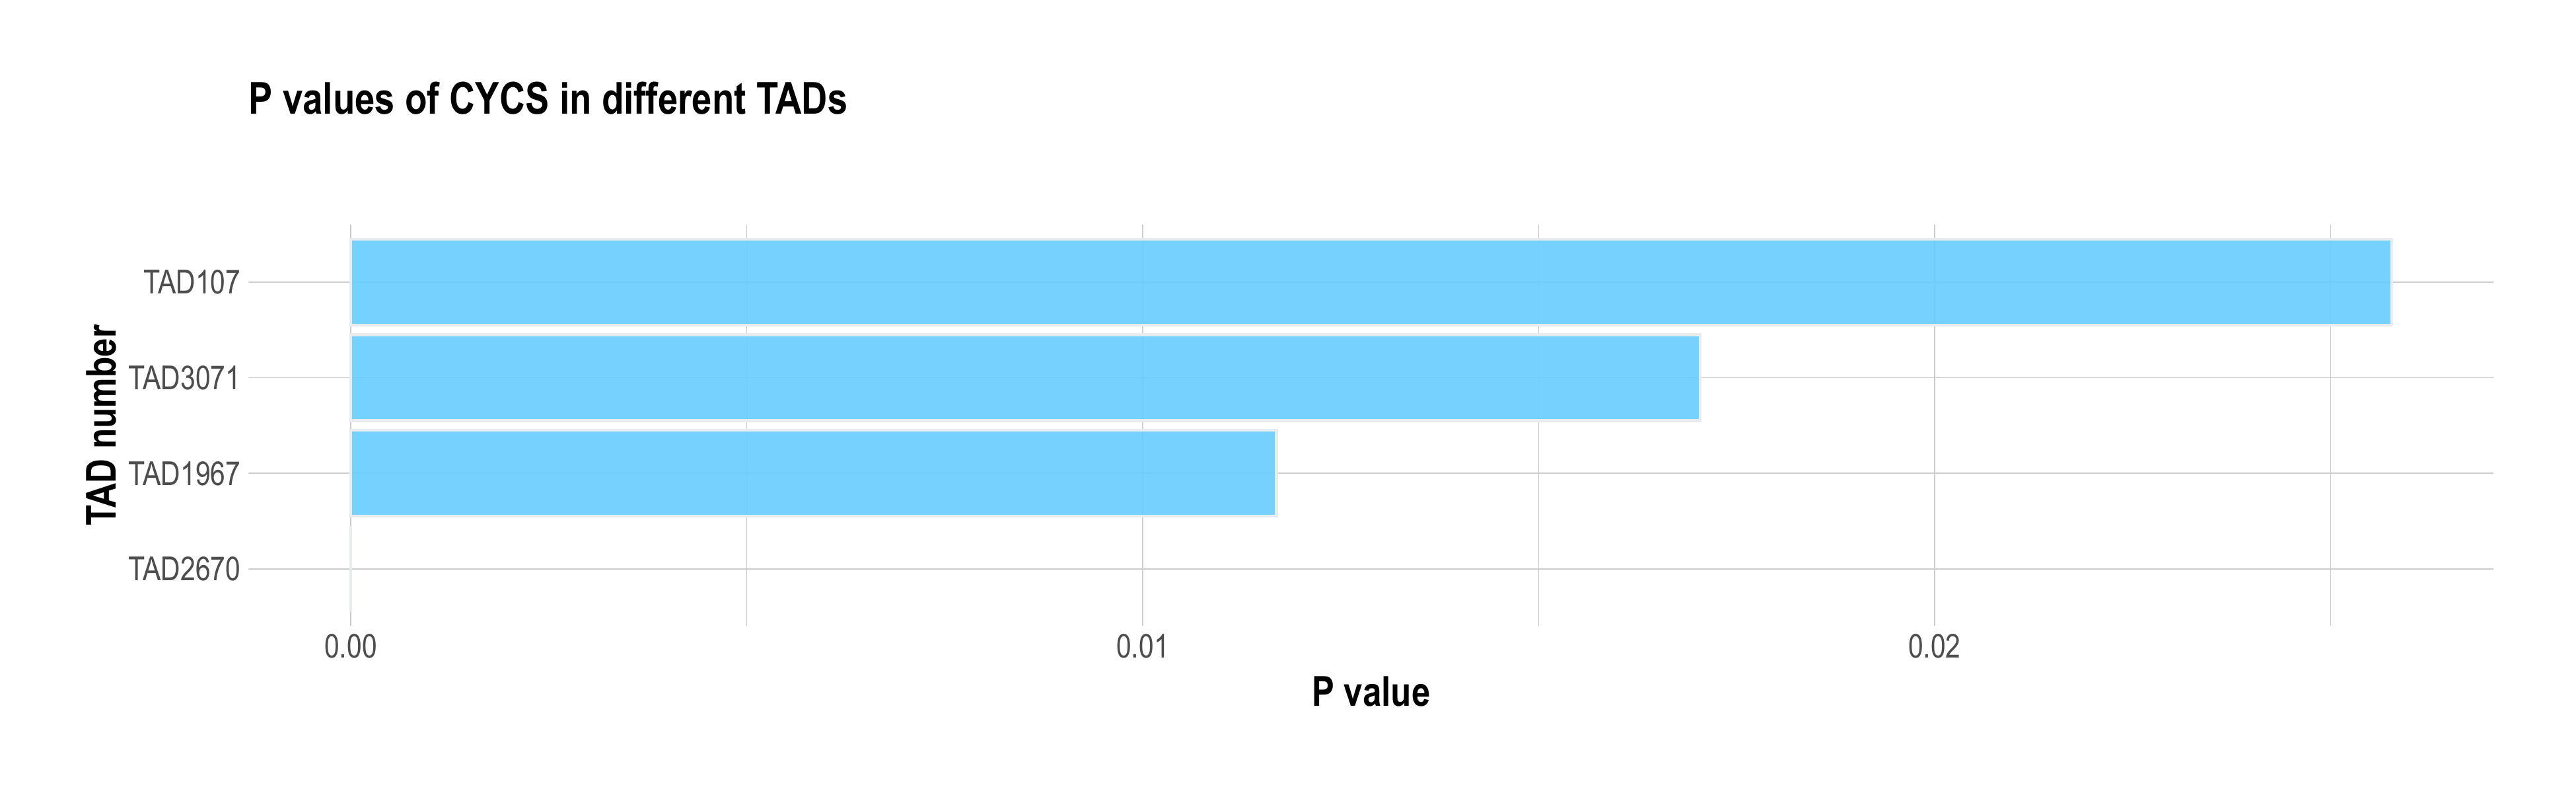 P values of CYCS in different TADs
TAD number
TAD107
TAD3071
TAD1967
TAD2670
0.00
0.01
0.02
P value